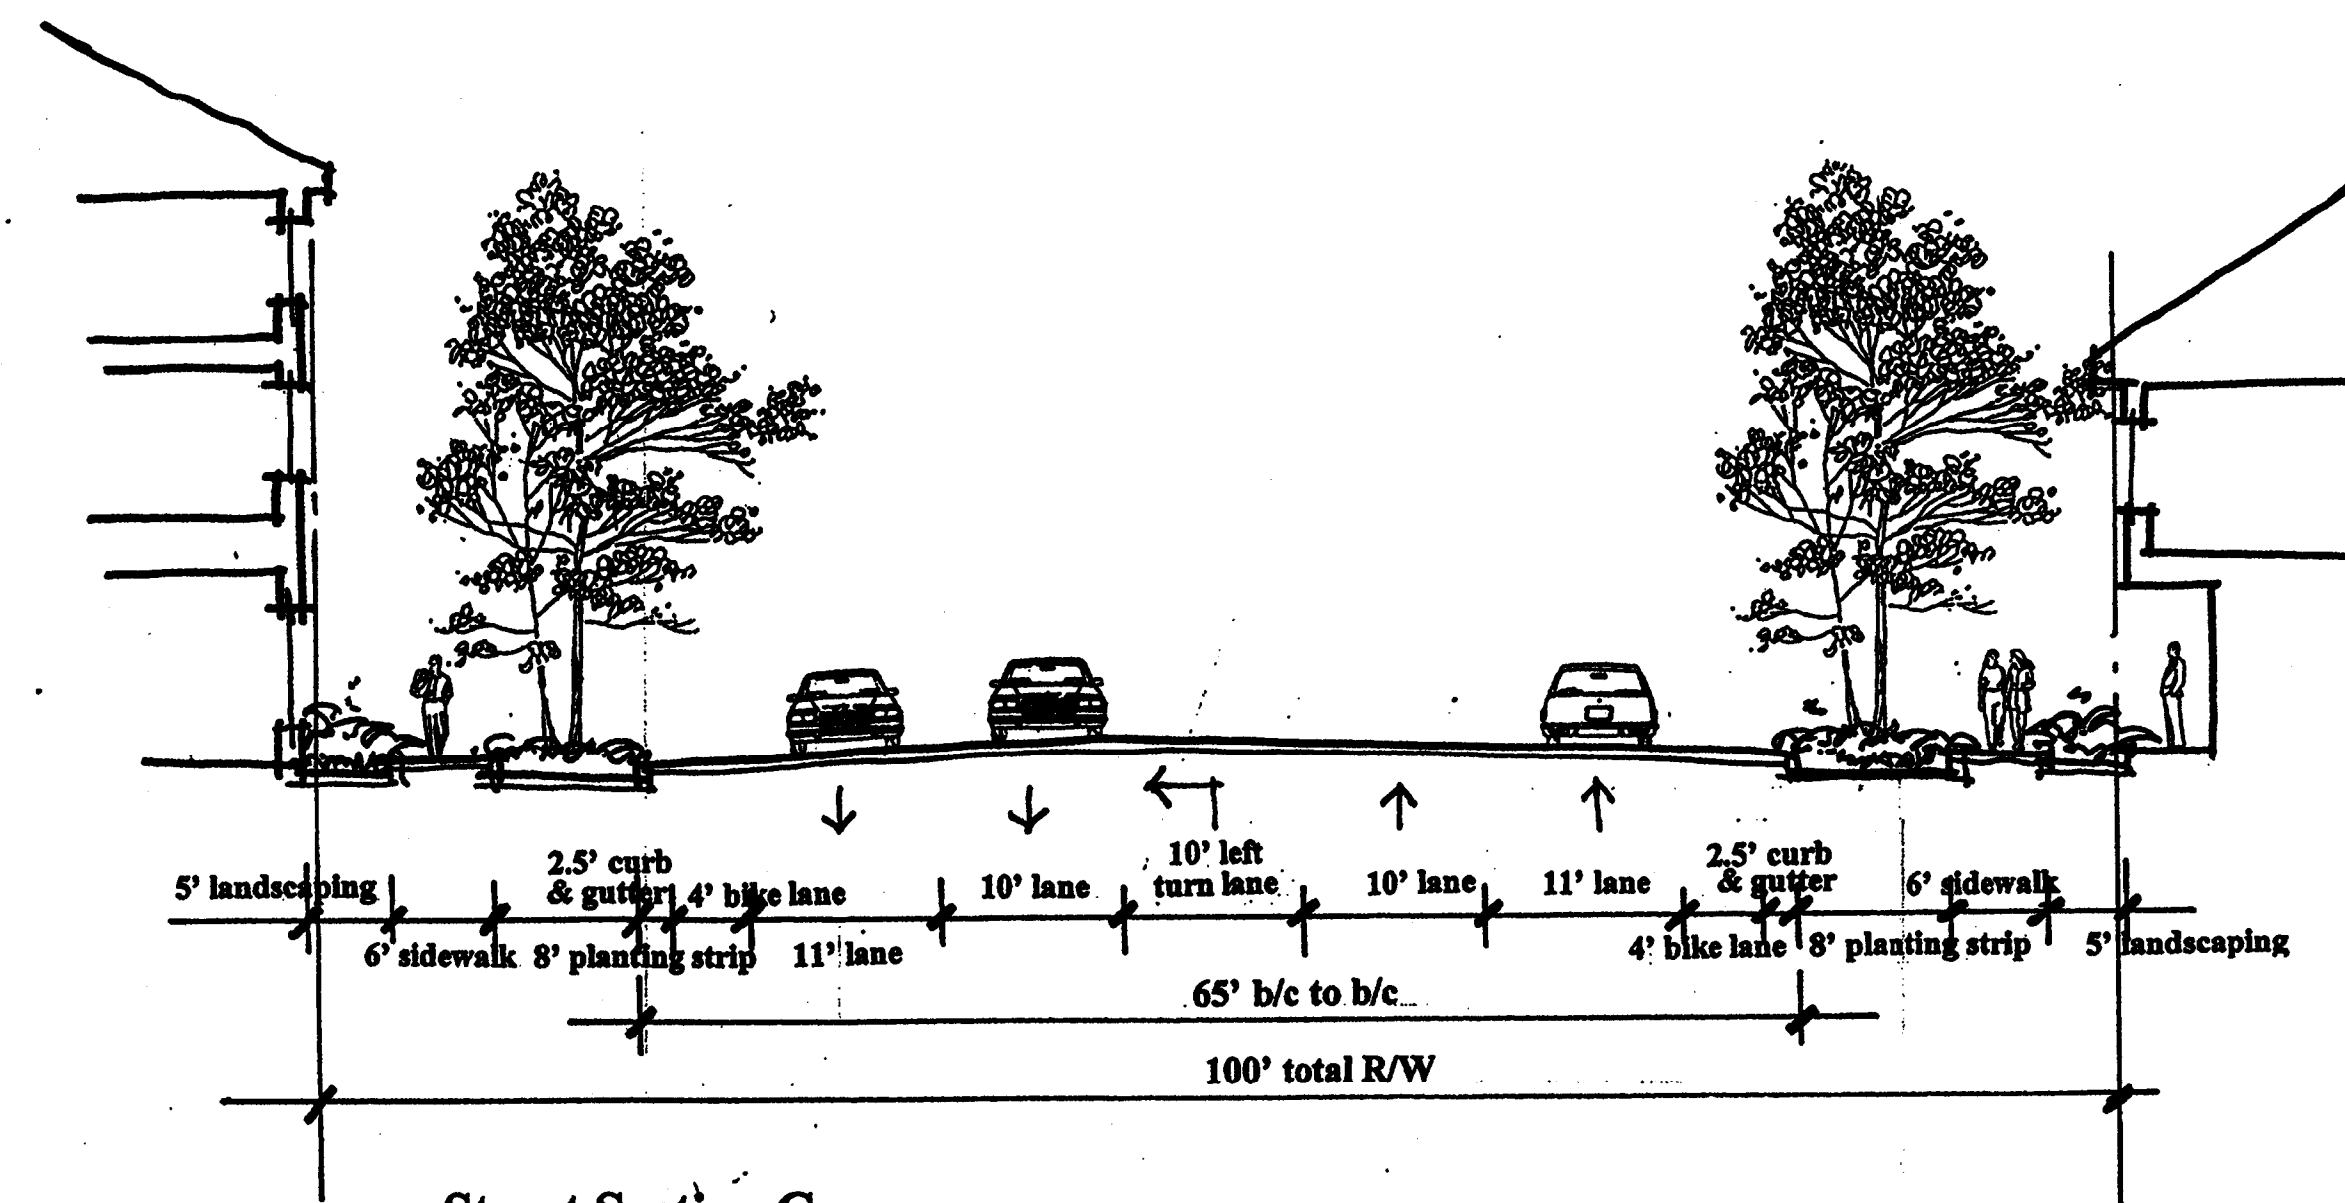 2.5’ curb
& gutter
10’ left
turn lane
2.5’ curb
& gutter
5’ landscaping
4’ bike lane
10’ lane
10’ lane
11’ lane
6’ sidewalk
6’ sidewalk
8’ planting strip
11’ lane
4’ bike lane
8’ planting strip
5’ landscaping
65’ b/c to b/c
100’ total R/W